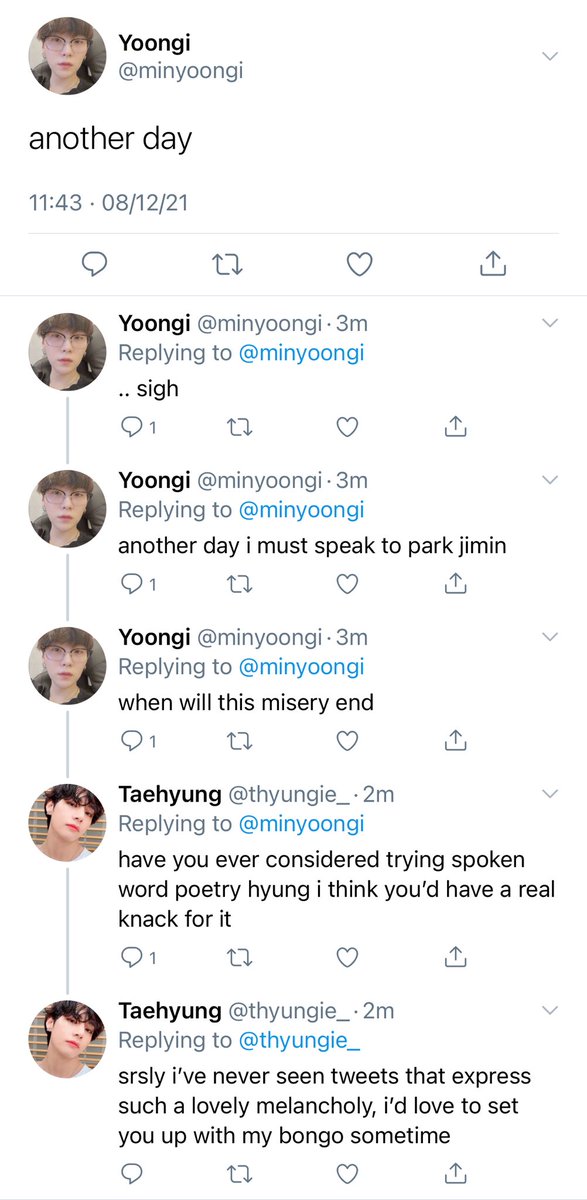 Yoongi
@minyoongi
another day
11:43 · 08/12/21
Yoongi @minyoongi · 3m
Replying to @minyoongi
.. sigh
1
Yoongi @minyoongi · 3m
Replying to @minyoongi
another day i must speak to park jimin
1
Yoongi @minyoongi · 3m
Replying to @minyoongi
when will this misery end
1
Taehyung @thyungie_ · 2m
Replying to @minyoongi
have you ever considered trying spoken
word poetry hyung i think you’d have a real
knack for it
1
Taehyung @thyungie_ · 2m
Replying to @thyungie_
srsly i’ve never seen tweets that express
such a lovely melancholy, i’d love to set
you up with my bongo sometime